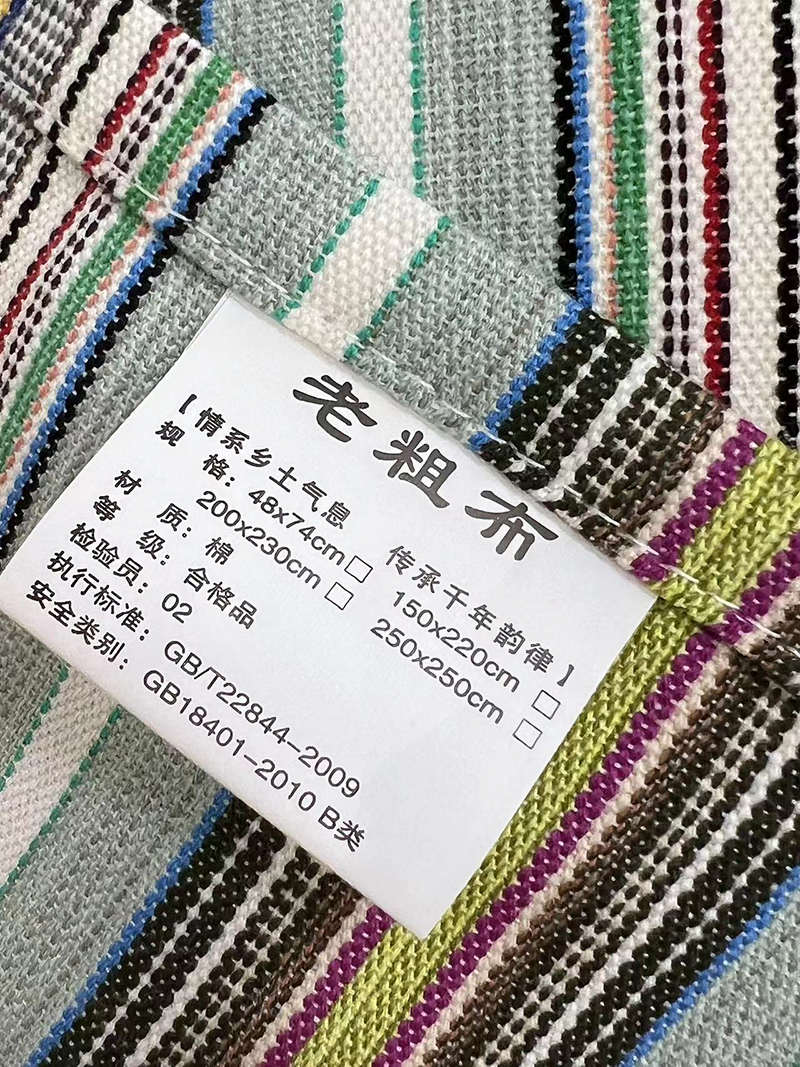 老粗布
【情系乡土气息 传承千年韵律】
规 格：48x74cm□ 150x220cm □
200x230cm □ 250x250cm □
材 质：棉
等 级：合格品
检验员：02
执行标准：GB/T22844-2009
安全类别：GB18401-2010 B类